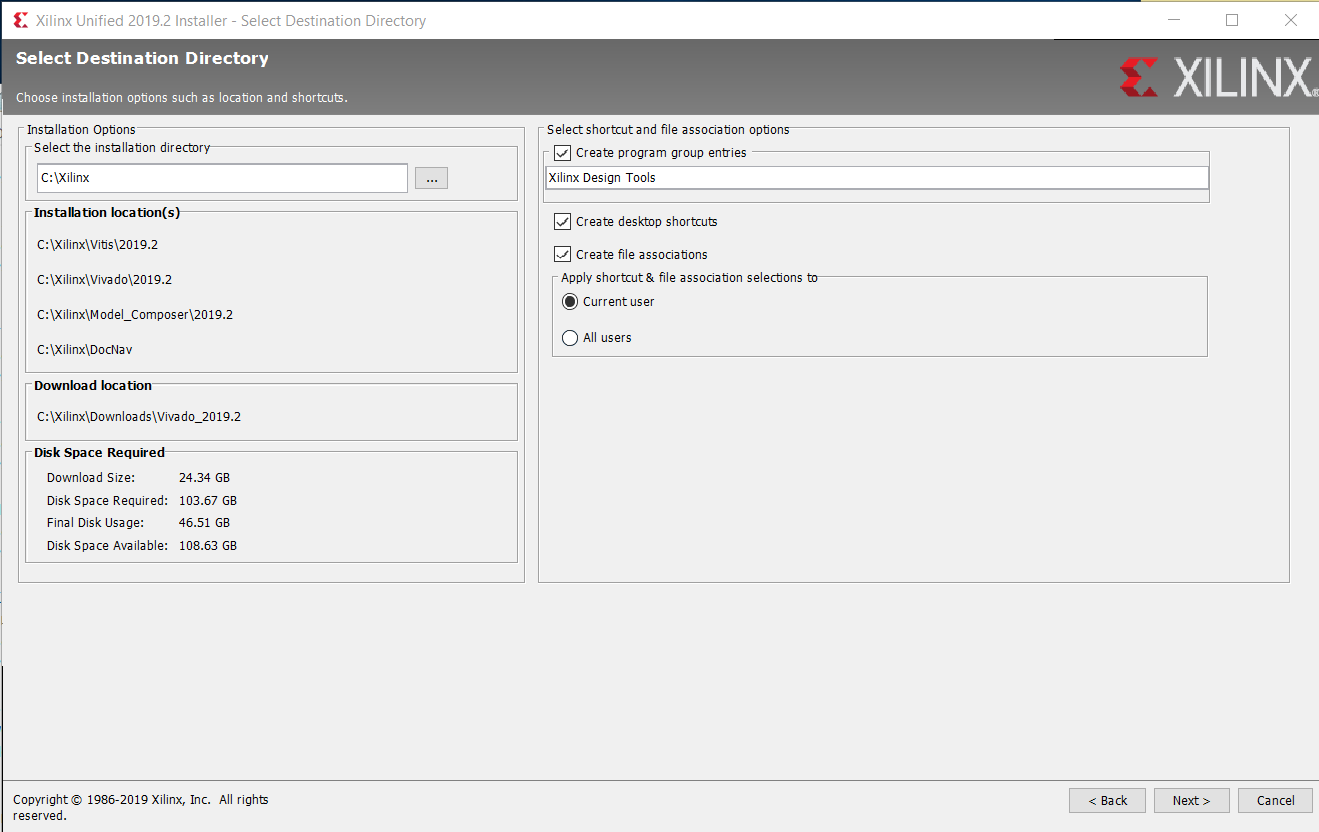 Xilinx Unified 2019.2 Installer - Select Destination Directory
Select Destination Directory
Choose installation options such as location and shortcuts.
XILINX®
Installation Options
Select the installation directory
C:\Xilinx
...
Installation location(s)
C:\Xilinx\Vitis\2019.2
C:\Xilinx\Vivado\2019.2
C:\Xilinx\Model_Composer\2019.2
C:\Xilinx\DocNav
Download location
C:\Xilinx\Downloads\Vivado_2019.2
Disk Space Required
Download Size: 24.34 GB
Disk Space Required: 103.67 GB
Final Disk Usage: 46.51 GB
Disk Space Available: 108.63 GB
Select shortcut and file association options
Create program group entries
Xilinx Design Tools
Create desktop shortcuts
Create file associations
Apply shortcut & file association selections to
Current user
All users
Copyright © 1986-2019 Xilinx, Inc. All rights
reserved.
< Back
Next >
Cancel